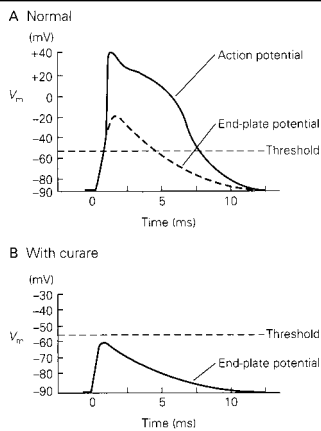 A Normal
(mV)
+40
+20
0
-20
-40
-60
-80
-90
Vm
Action potential
End-plate potential
Threshold
0 5 10
Time (ms)
B With curare
(mV)
-30
-40
-50
-60
-70
-80
-90
Vm
Threshold
End-plate potential
0 5 10
Time (ms)